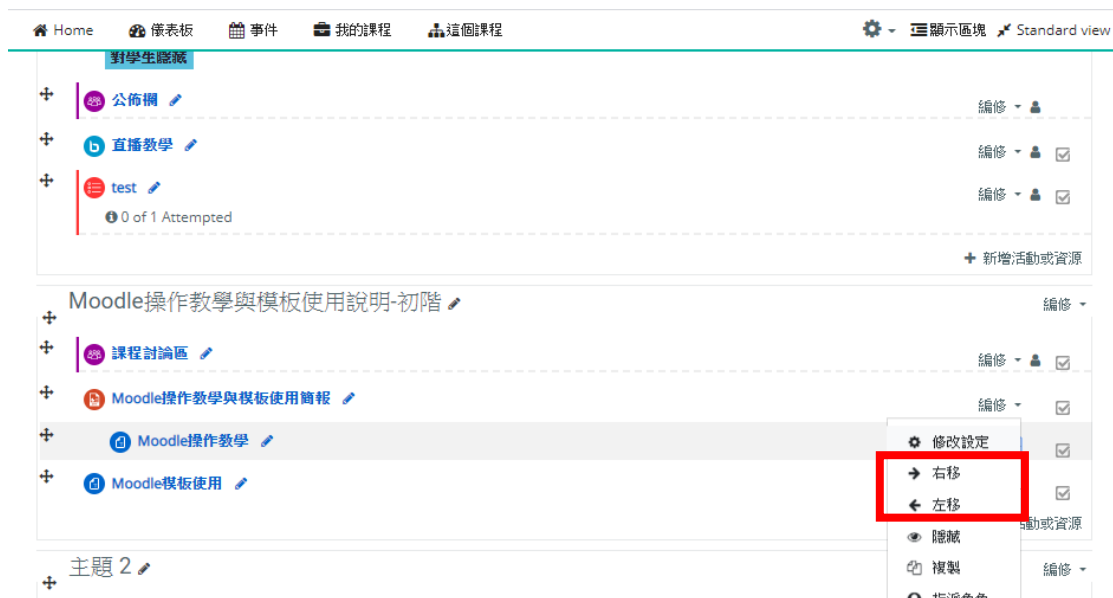 Home 儀表板 事件 我的課程 這個課程 顯示區塊 Standard view
對學生隱藏
公佈欄 編修
直播教學 編修
test 編修
0 of 1 Attempted
新增活動或資源
Moodle操作教學與模板使用說明-初階 編修
課程討論區 編修
Moodle操作教學與模板使用簡報 編修
Moodle操作教學
修改設定
右移
Moodle模板使用
左移
動或資源
隱藏
主題 2 編修
複製
指派角色